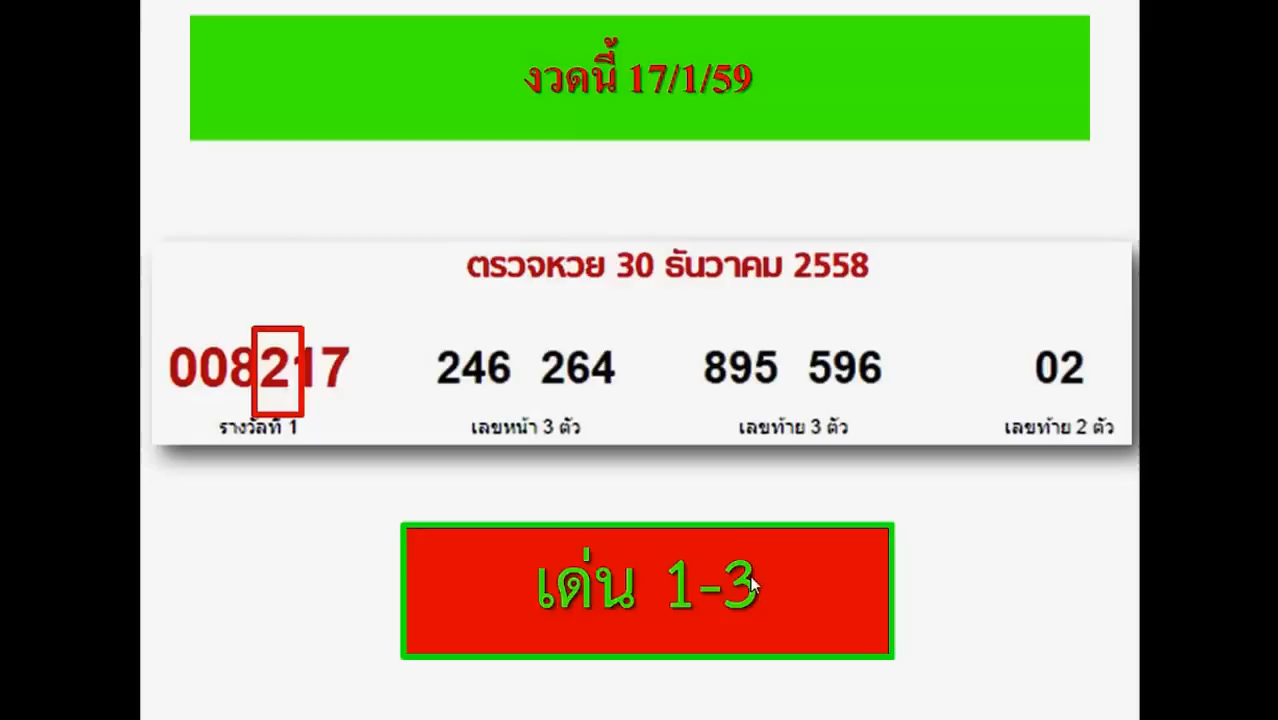 งวดนี้ 17/1/59
ตรวจหวย 30 ธันวาคม 2558
008217 246 264 895 596 02
รางวัลที่ 1 เลขหน้า 3 ตัว เลขท้าย 3 ตัว เลขท้าย 2 ตัว
เด่น 1-3